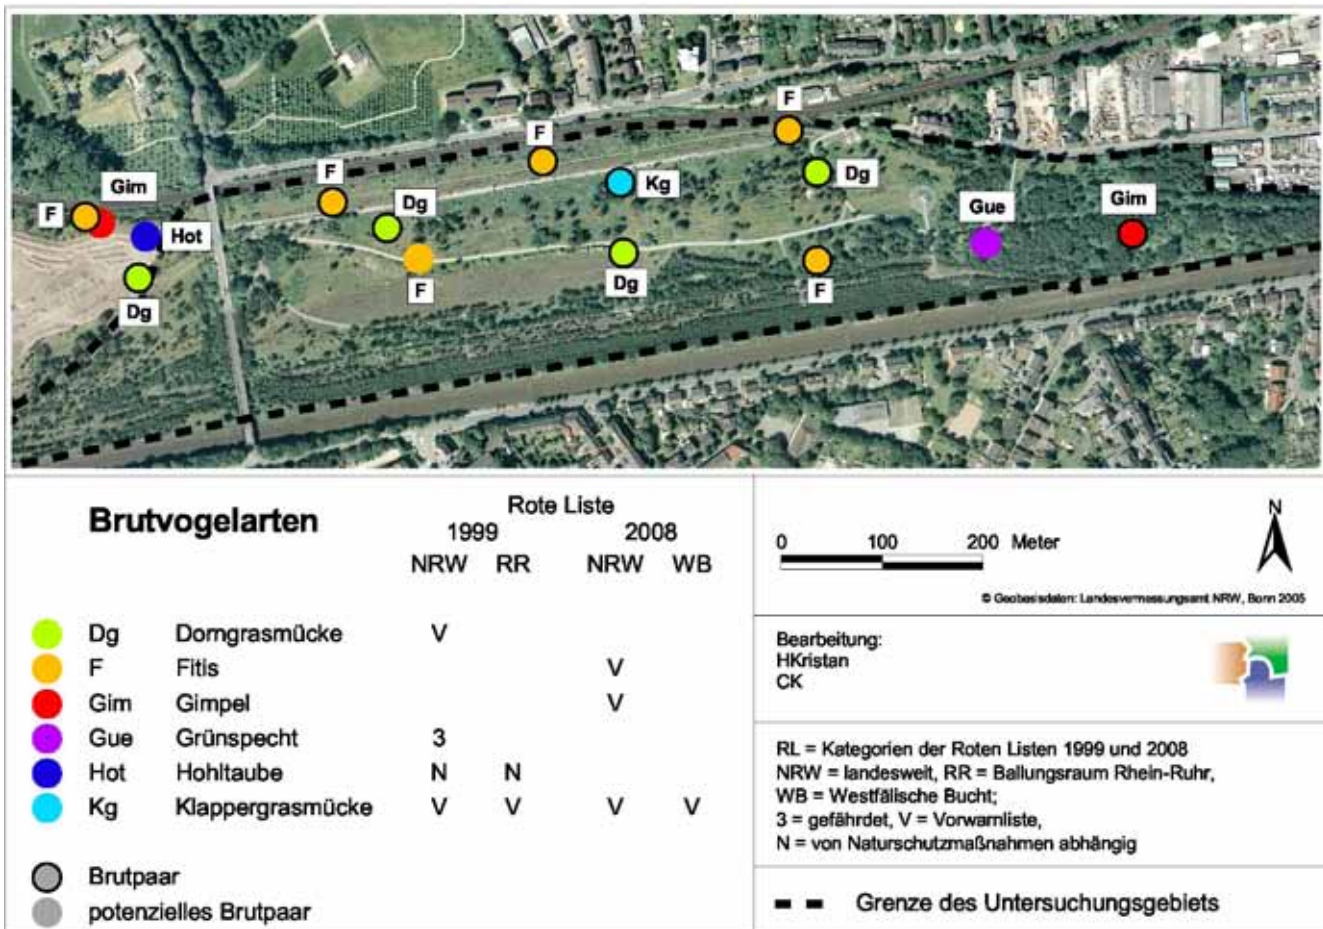 F
F
Dg
Kg
F
Gim
Dg
F
Gue
Gim
Hot
Dg
F
Dg
F
Brutvogelarten
Rote Liste
1999 2008
NRW RR NRW WB
Dg Dorngrasmücke V
F Fitis V
Gim Gimpel V
Gue Grünspecht 3
Hot Hohltaube N N
Kg Klappergrasmücke V V V V
Brutpaar
potenzielles Brutpaar
0 100 200 Meter
N
© Geobasisdaten: Landesvermessungsamt NRW, Bonn 2005
Bearbeitung:
HKristan
CK
RL = Kategorien der Roten Listen 1999 und 2008
NRW = landesweit, RR = Ballungsraum Rhein-Ruhr,
WB = Westfälische Bucht;
3 = gefährdet, V = Vorwarnliste,
N = von Naturschutzmaßnahmen abhängig
Grenze des Untersuchungsgebiets